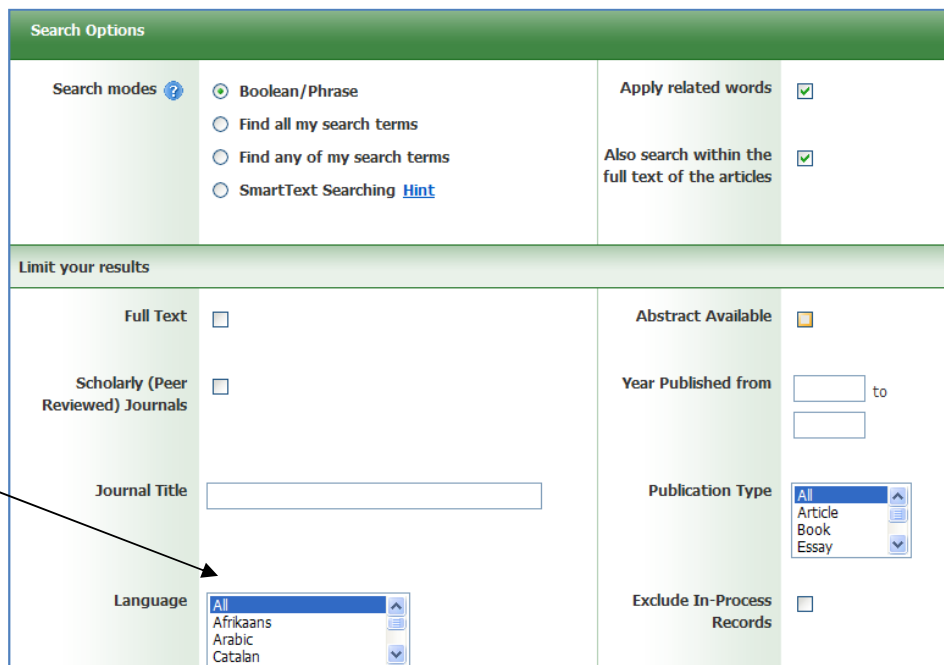 Search Options
Search modes ?
Boolean/Phrase
Find all my search terms
Find any of my search terms
SmartText Searching Hint
Apply related words
Also search within the
full text of the articles
Limit your results
Full Text
Abstract Available
Scholarly (Peer
Reviewed) Journals
Year Published from
to
Journal Title
Publication Type
All
Article
Book
Essay
Language
All
Afrikaans
Arabic
Catalan
Exclude In-Process
Records